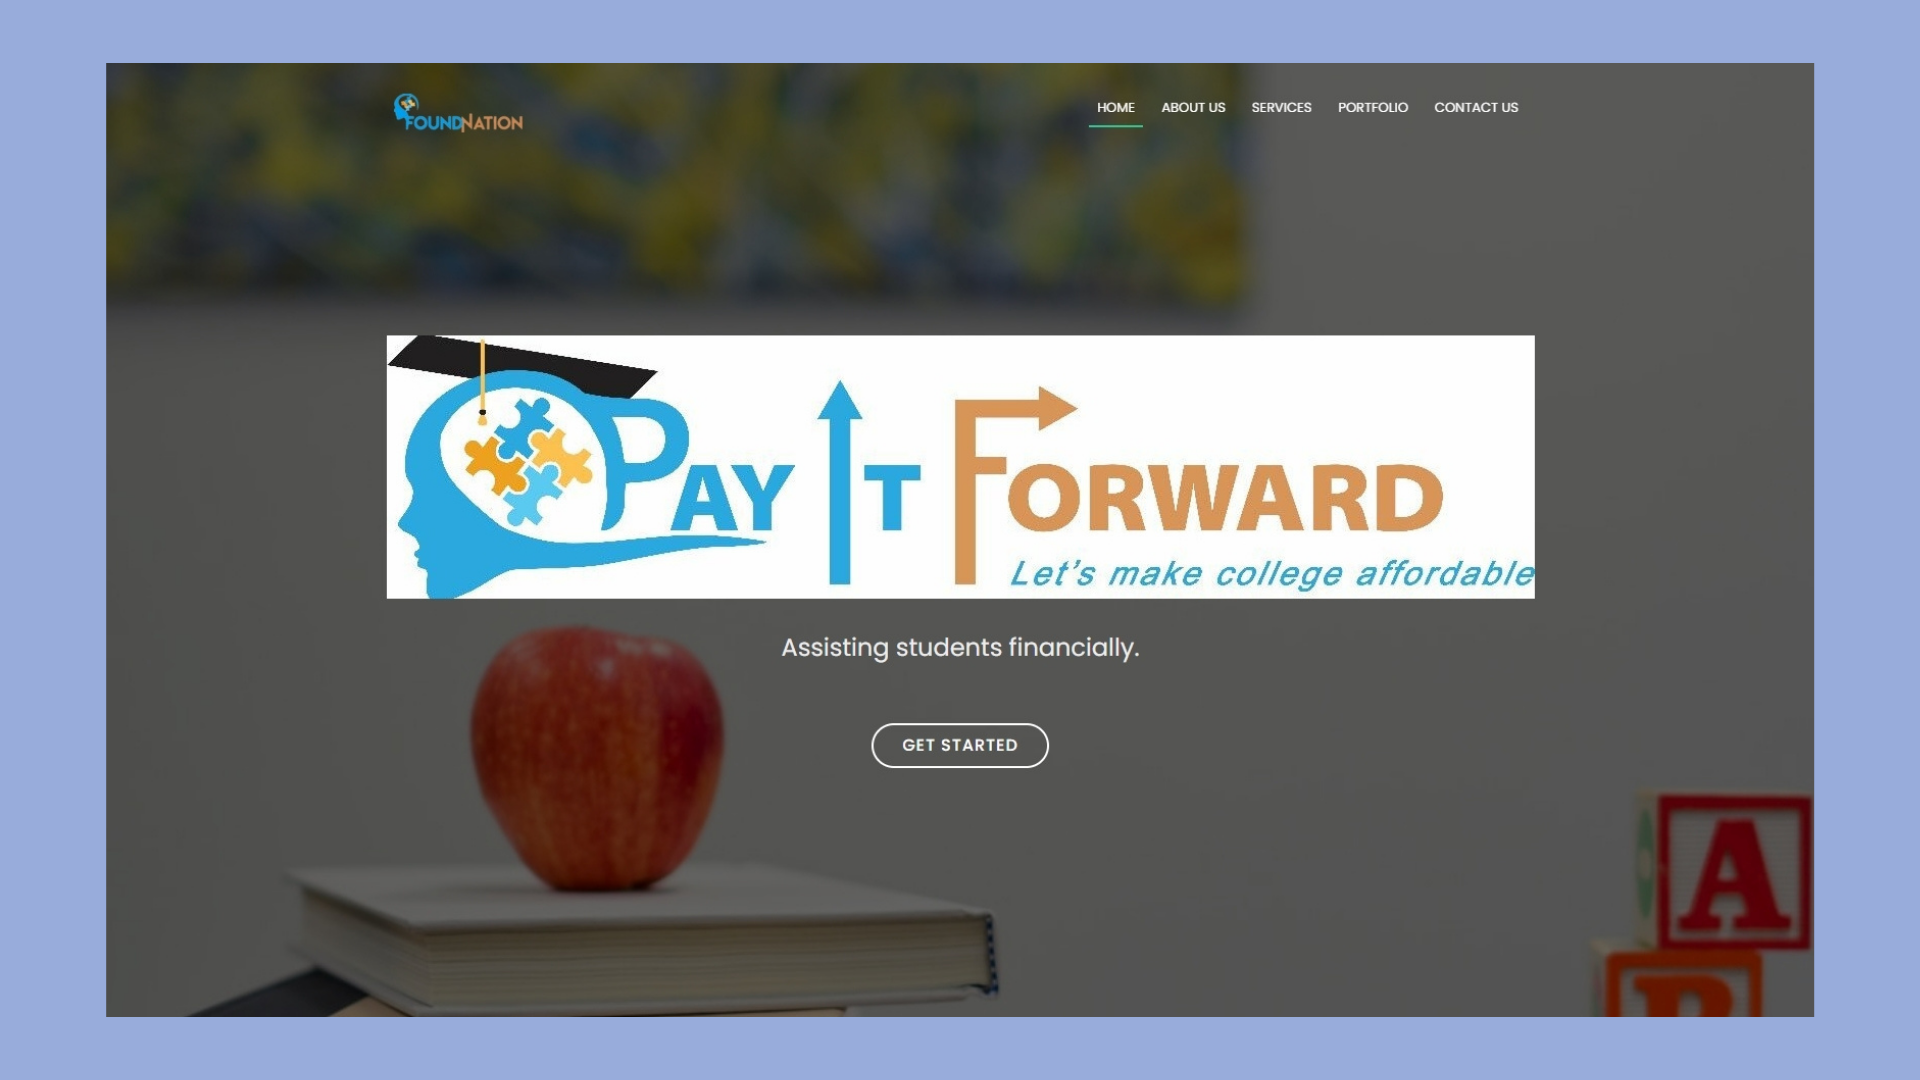 FOUNDNATION
HOME ABOUT US SERVICES PORTFOLIO CONTACT US
PAY IT FORWARD
Let's make college affordable
Assisting students financially.
GET STARTED
A